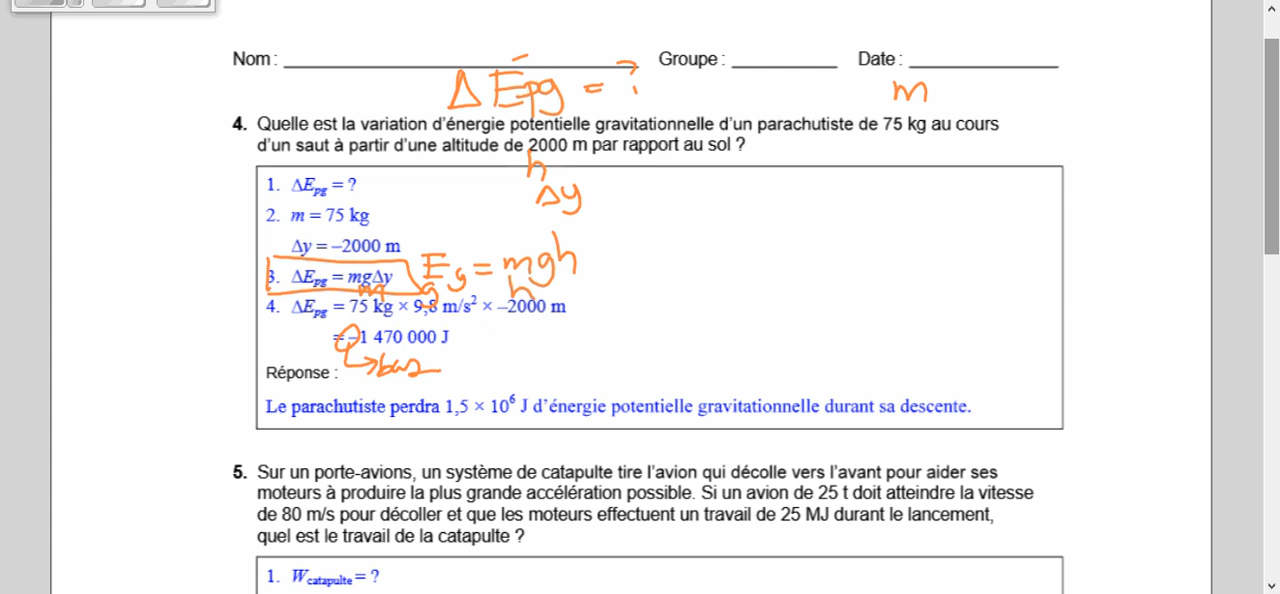 Nom : Groupe : Date :
Δ Épg = ? m
4. Quelle est la variation d'énergie potentielle gravitationnelle d'un parachutiste de 75 kg au cours
d'un saut à partir d'une altitude de 2000 m par rapport au sol ?
h
Δy
1. ΔEpg = ?
2. m = 75 kg
Δy = –2000 m
3. ΔEpg = mgΔy
Eg = mgh
m g h
4. ΔEpg = 75 kg × 9,8 m/s² × –2000 m
= –1 470 000 J
→ bas
Réponse :
Le parachutiste perdra 1,5 × 10⁶ J d'énergie potentielle gravitationnelle durant sa descente.
5. Sur un porte-avions, un système de catapulte tire l'avion qui décolle vers l'avant pour aider ses
moteurs à produire la plus grande accélération possible. Si un avion de 25 t doit atteindre la vitesse
de 80 m/s pour décoller et que les moteurs effectuent un travail de 25 MJ durant le lancement,
quel est le travail de la catapulte ?
1. Wcatapulte = ?